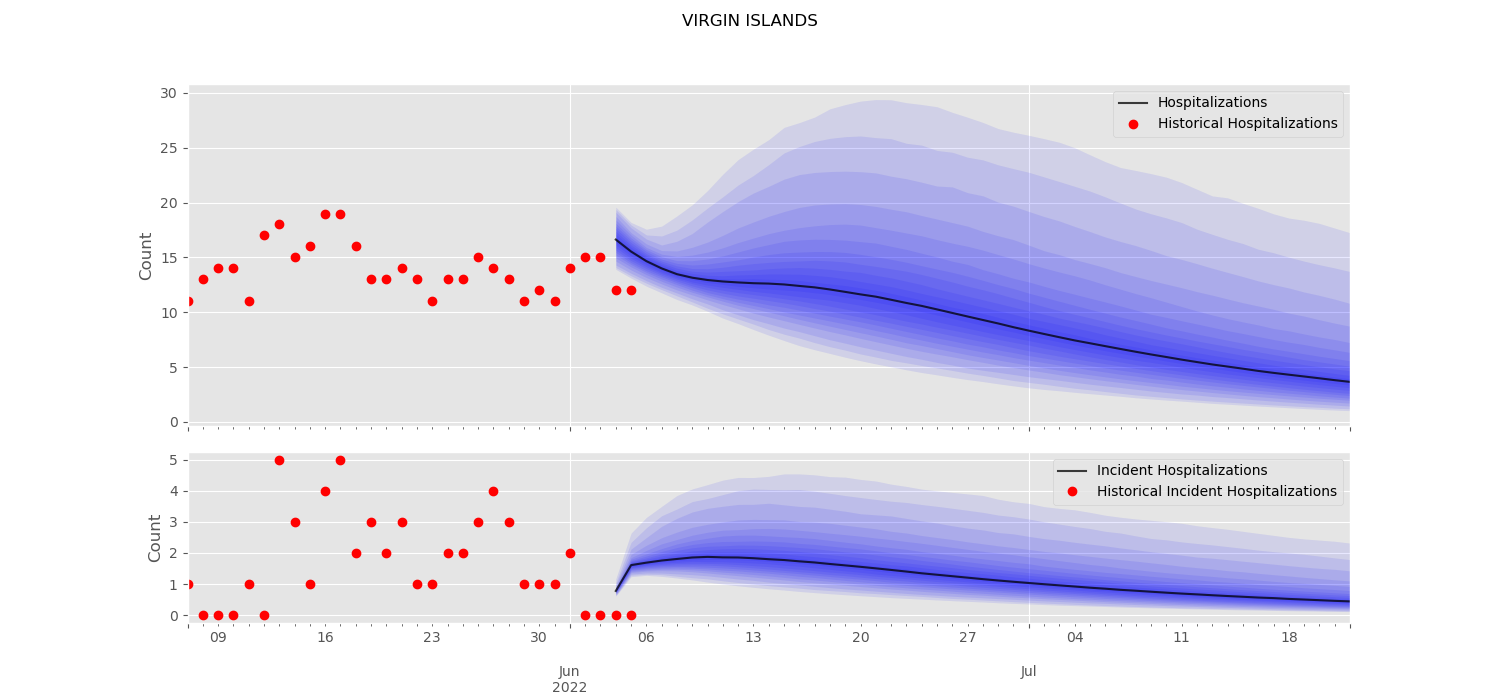 VIRGIN ISLANDS
30
25
20
15
10
5
0
Count
Hospitalizations
Historical Hospitalizations
5
4
3
2
1
0
Count
Incident Hospitalizations
Historical Incident Hospitalizations
09 16 23 30 06 13 20 27 04 11 18
Jun Jul
2022